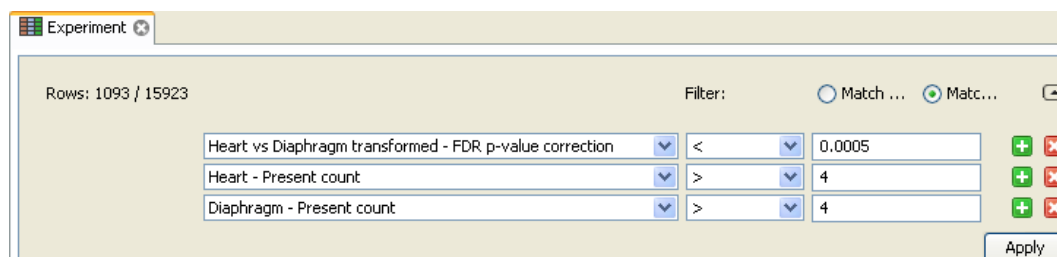 Experiment
Rows: 1093 / 15923 Filter: Match ... Matc...
Heart vs Diaphragm transformed - FDR p-value correction < 0.0005
Heart - Present count > 4
Diaphragm - Present count > 4
Apply